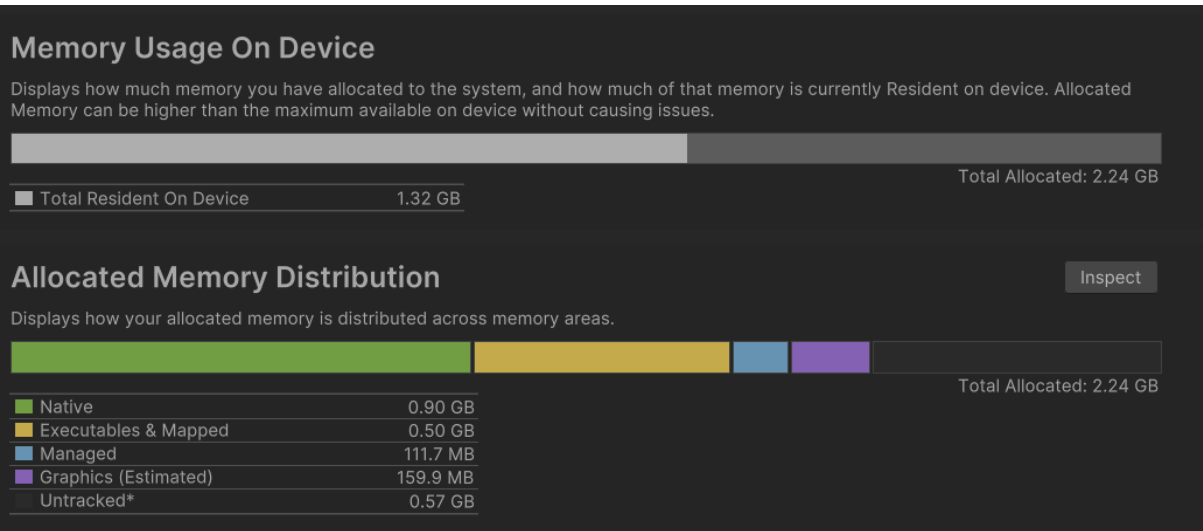 Memory Usage On Device
Displays how much memory you have allocated to the system, and how much of that memory is currently Resident on device. Allocated
Memory can be higher than the maximum available on device without causing issues.
Total Allocated: 2.24 GB
Total Resident On Device 1.32 GB
Allocated Memory Distribution
Inspect
Displays how your allocated memory is distributed across memory areas.
Total Allocated: 2.24 GB
Native 0.90 GB
Executables & Mapped 0.50 GB
Managed 111.7 MB
Graphics (Estimated) 159.9 MB
Untracked* 0.57 GB